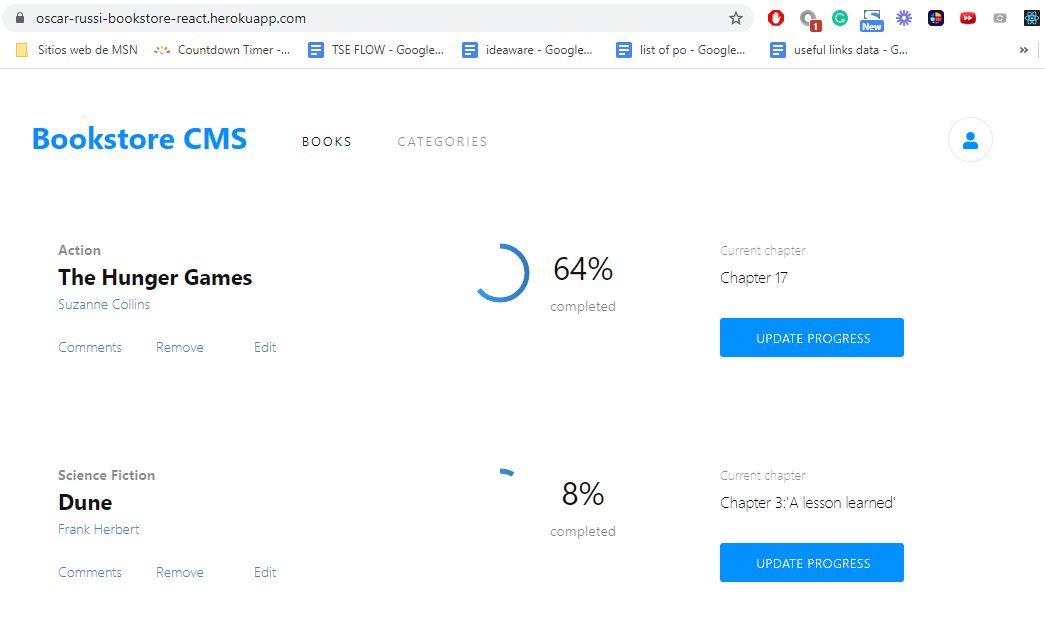 oscar-russi-bookstore-react.herokuapp.com
1
New
Sitios web de MSN
Countdown Timer -...
TSE FLOW - Google...
ideaware - Google...
list of po - Google...
useful links data - G...
»
Bookstore CMS
BOOKS
CATEGORIES
Action
The Hunger Games
Suzanne Collins
Comments
Remove
Edit
64%
completed
Current chapter
Chapter 17
UPDATE PROGRESS
Science Fiction
Dune
Frank Herbert
Comments
Remove
Edit
8%
completed
Current chapter
Chapter 3:'A lesson learned'
UPDATE PROGRESS